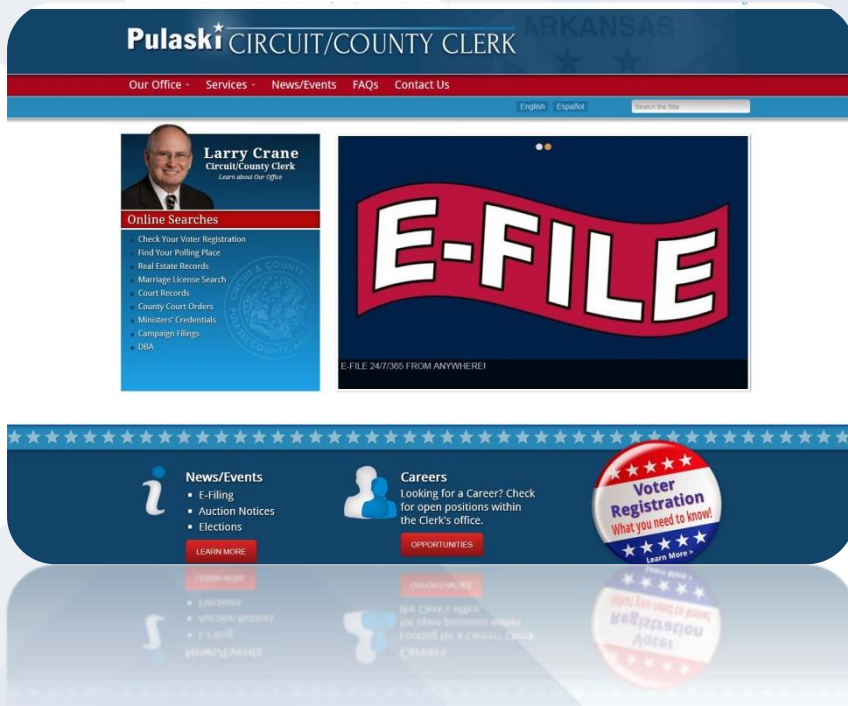 ARKANSAS
Pulaski CIRCUIT/COUNTY CLERK
Our Office Services News/Events FAQs Contact Us
English Español Search the Site
Larry Crane
Circuit/County Clerk
Learn about Our Office
Online Searches
Check Your Voter Registration
Find Your Polling Place
Real Estate Records
Marriage License Search
Court Records
County Court Orders
Ministers' Credentials
Campaign Filings
DBA
E-FILE
E-FILE 24/7/365 FROM ANYWHERE!
News/Events
E-Filing
Auction Notices
Elections
LEARN MORE
Careers
Looking for a Career? Check
for open positions within
the Clerk's office.
OPPORTUNITIES
Voter
Registration
What you need to know!
Learn More >